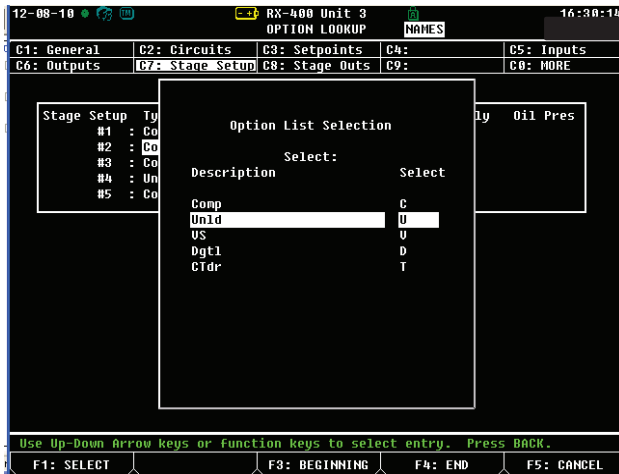 12-08-10 RX-400 Unit 3 16:30:14
OPTION LOOKUP NAMES
C1: General C2: Circuits C3: Setpoints C4: C5: Inputs
C6: Outputs C7: Stage Setup C8: Stage Outs C9: C0: MORE
Stage Setup Ty ly Oil Pres
#1 : Co
#2 : Co
#3 : Co
#4 : Un
#5 : Co
Option List Selection
Select:
Description Select
Comp C
Unld U
VS V
Dgtl D
CTdr T
Use Up-Down Arrow keys or function keys to select entry. Press BACK.
F1: SELECT F3: BEGINNING F4: END F5: CANCEL